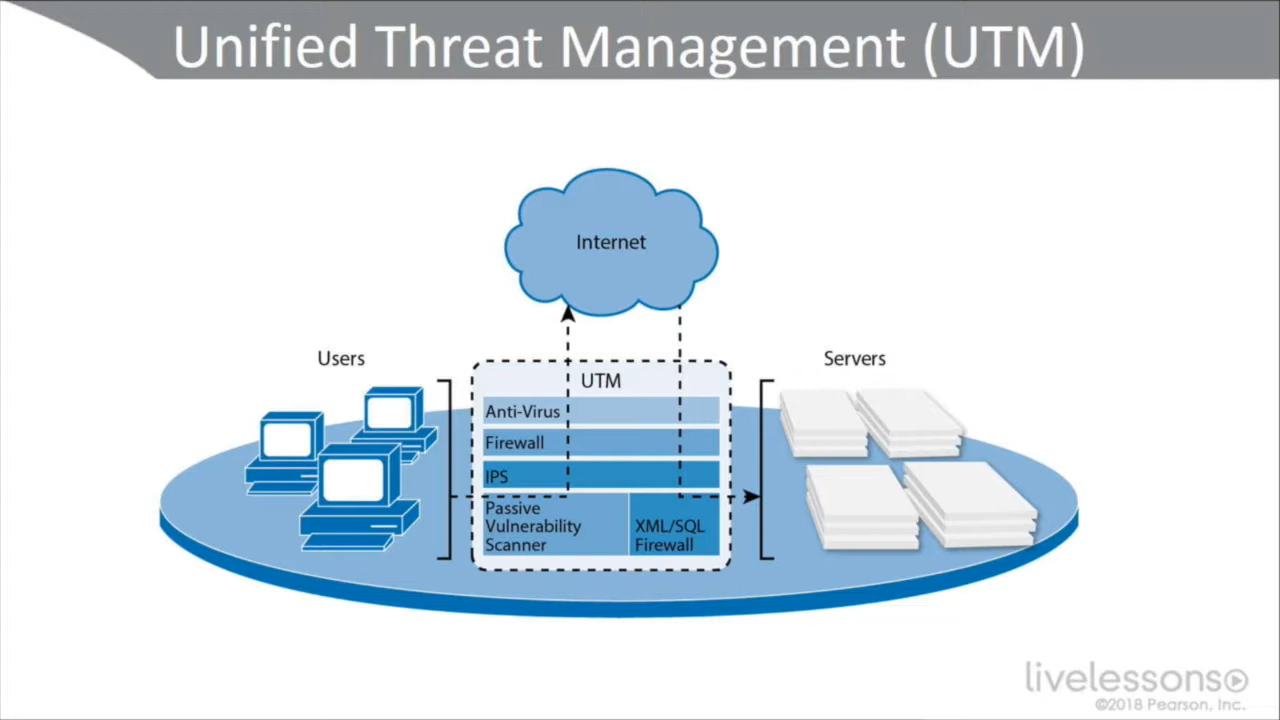 Unified Threat Management (UTM)
Internet
Users
Servers
UTM
Anti-Virus
Firewall
IPS
Passive
Vulnerability
Scanner
XML/SQL
Firewall
livelessons
©2018 Pearson, Inc.